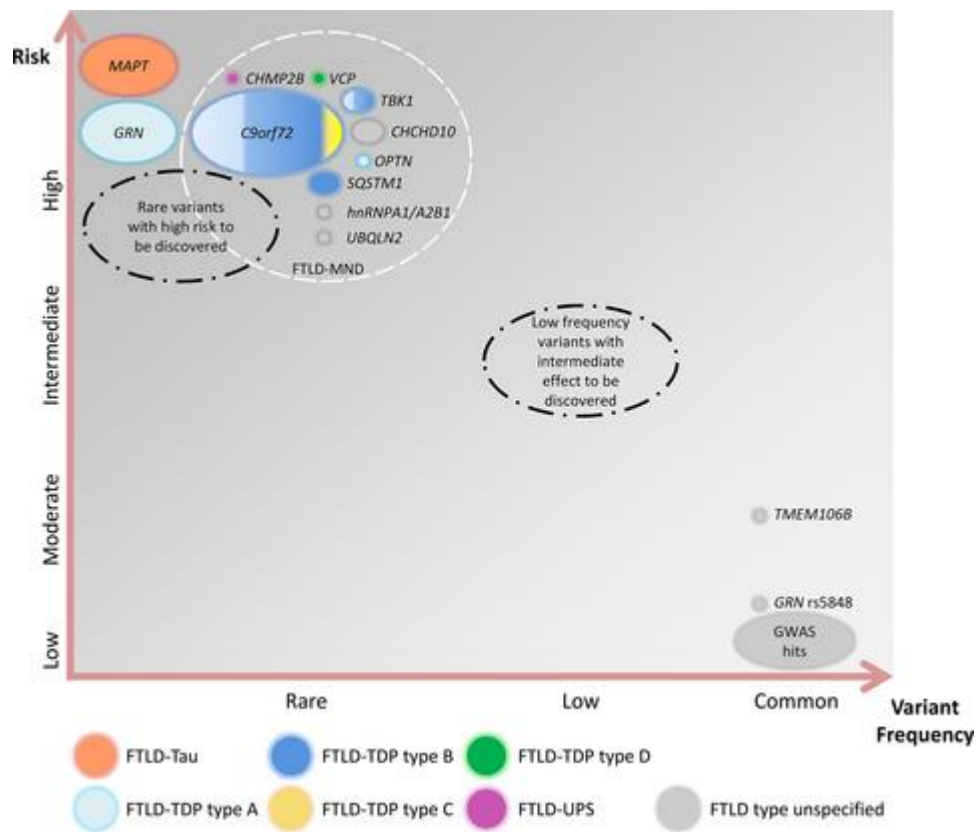 Risk
MAPT
GRN
CHMP2B
VCP
TBK1
C9orf72
CHCHD10
OPTN
SQSTM1
hnRNPA1/A2B1
UBQLN2
FTLD-MND
Rare variants
with high risk to
be discovered
Low frequency
variants with
intermediate
effect to be
discovered
TMEM106B
GRN rs5848
GWAS
hits
High
Intermediate
Moderate
Low
Rare
Low
Common
Variant
Frequency
FTLD-Tau
FTLD-TDP type B
FTLD-TDP type D
FTLD-TDP type A
FTLD-TDP type C
FTLD-UPS
FTLD type unspecified